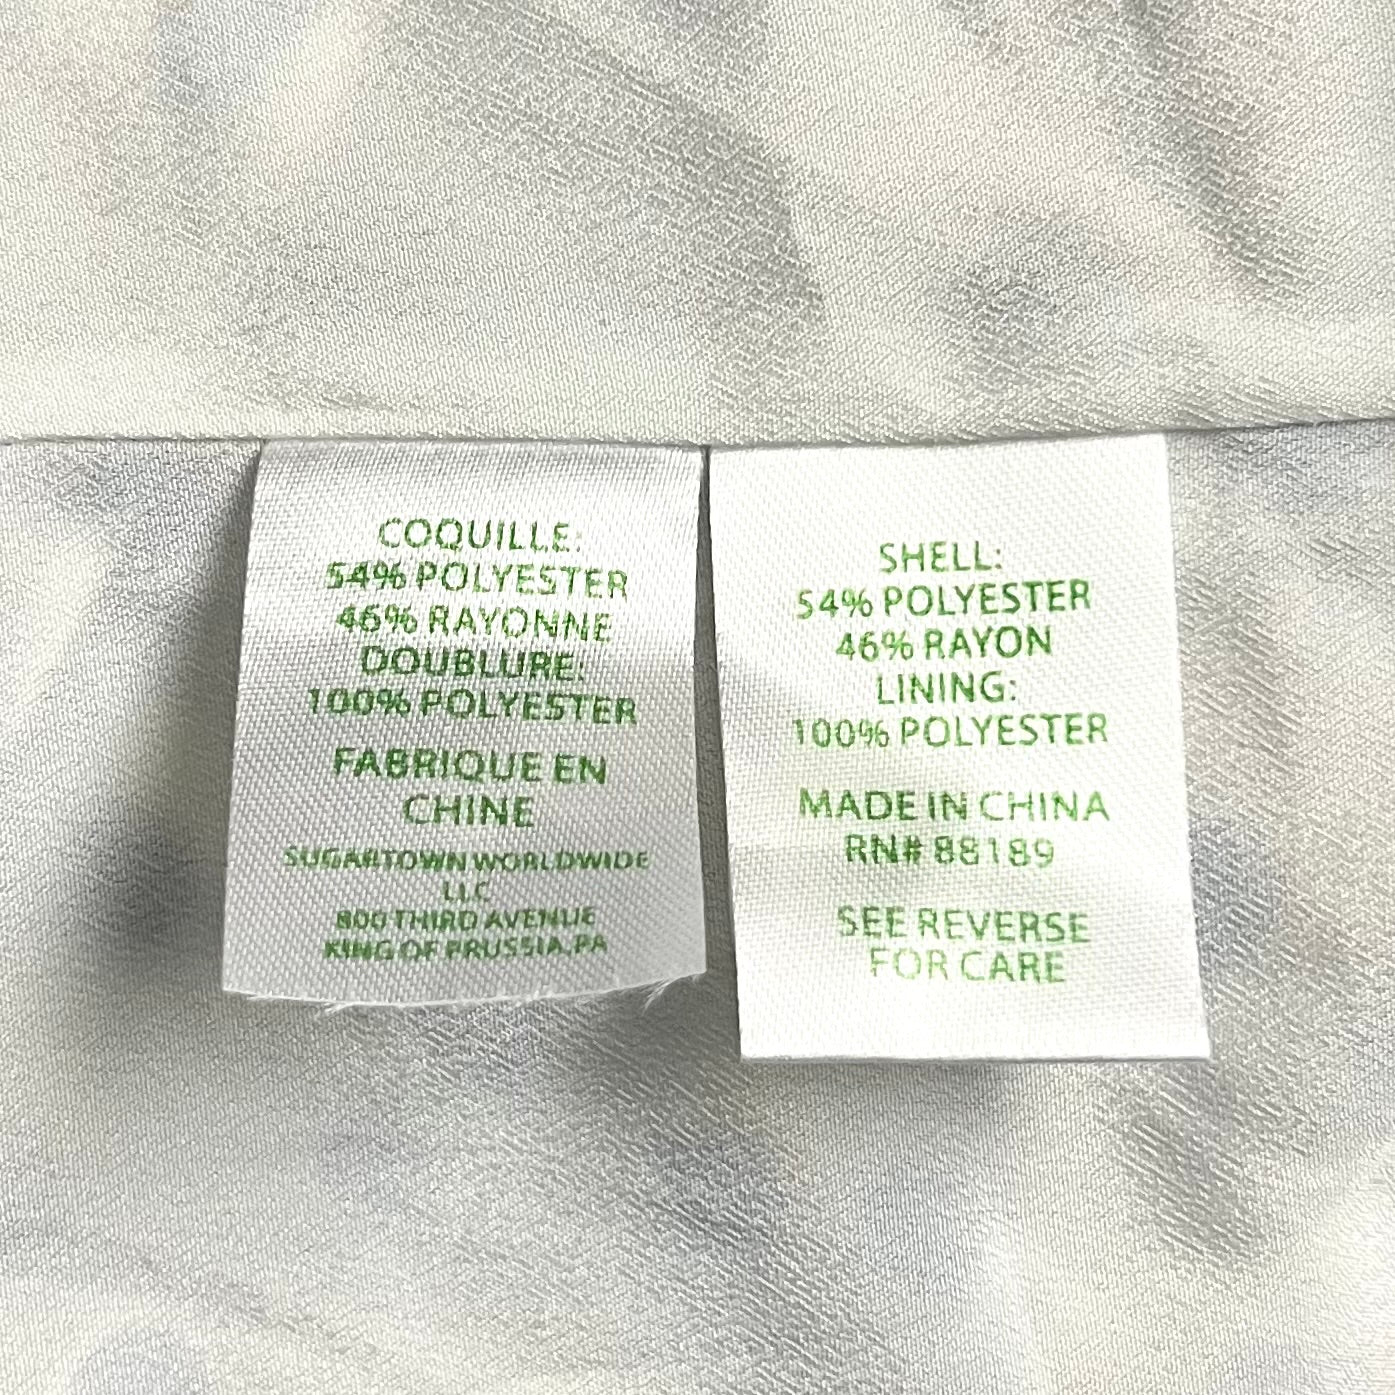 COQUILLE:
54% POLYESTER
46% RAYONNE
DOUBLURE:
100% POLYESTER
FABRIQUE EN
CHINE
SUGARTOWN WORLDWIDE
LLC
800 THIRD AVENUE
KING OF PRUSSIA, PA
SHELL:
54% POLYESTER
46% RAYON
LINING:
100% POLYESTER
MADE IN CHINA
RN# 88189
SEE REVERSE
FOR CARE